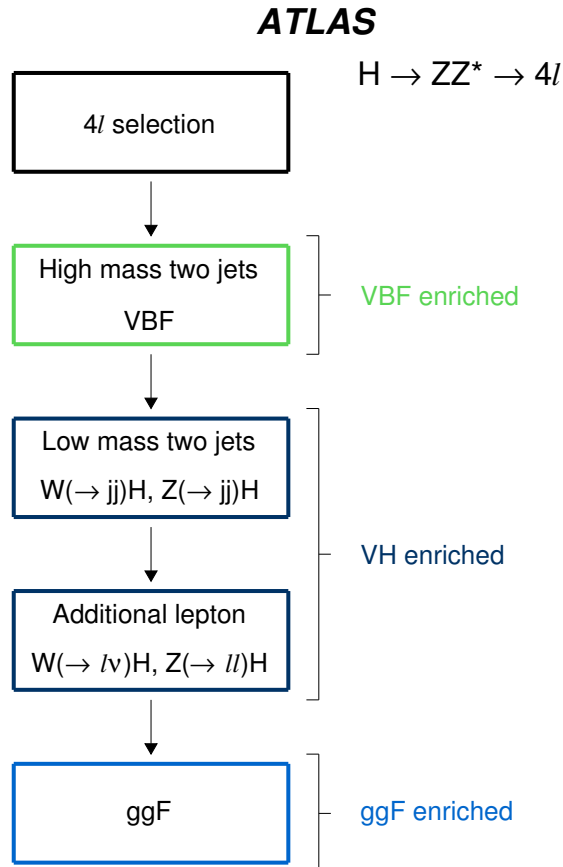 ATLAS
H → ZZ* → 4l
4l selection
High mass two jets
VBF
VBF enriched
Low mass two jets
W(→ jj)H, Z(→ jj)H
VH enriched
Additional lepton
W(→ lν)H, Z(→ ll)H
ggF
ggF enriched